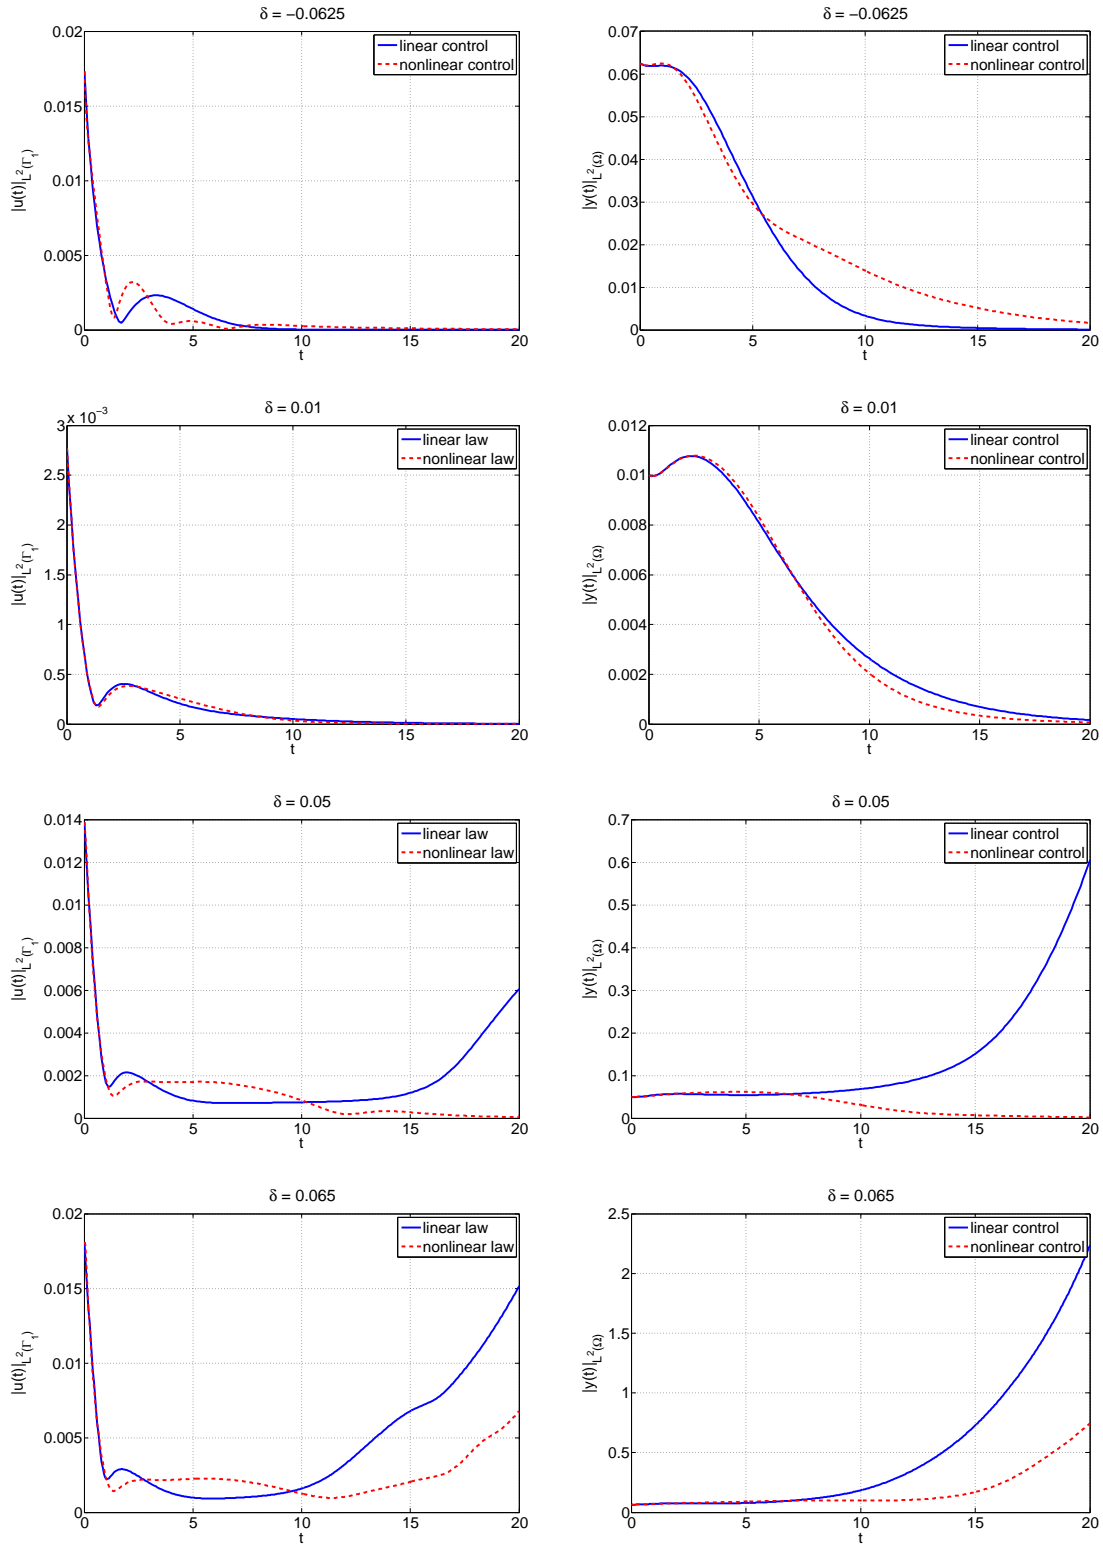 δ = −0.0625
0.02
0.015
0.01
0.005
0
0 5 10 15 20
t
|u(t)|_L²(Γ₁)
linear control
nonlinear control
δ = −0.0625
0.07
0.06
0.05
0.04
0.03
0.02
0.01
0
0 5 10 15 20
t
|y(t)|_L²(Ω)
linear control
nonlinear control
δ = 0.01
x 10⁻³
3
2.5
2
1.5
1
0.5
0
0 5 10 15 20
t
|u(t)|_L²(Γ₁)
linear law
nonlinear law
δ = 0.01
0.012
0.01
0.008
0.006
0.004
0.002
0
0 5 10 15 20
t
|y(t)|_L²(Ω)
linear control
nonlinear control
δ = 0.05
0.014
0.012
0.01
0.008
0.006
0.004
0.002
0
0 5 10 15 20
t
|u(t)|_L²(Γ₁)
linear law
nonlinear law
δ = 0.05
0.7
0.6
0.5
0.4
0.3
0.2
0.1
0
0 5 10 15 20
t
|y(t)|_L²(Ω)
linear control
nonlinear control
δ = 0.065
0.02
0.015
0.01
0.005
0
0 5 10 15 20
t
|u(t)|_L²(Γ₁)
linear law
nonlinear law
δ = 0.065
2.5
2
1.5
1
0.5
0
0 5 10 15 20
t
|y(t)|_L²(Ω)
linear control
nonlinear control